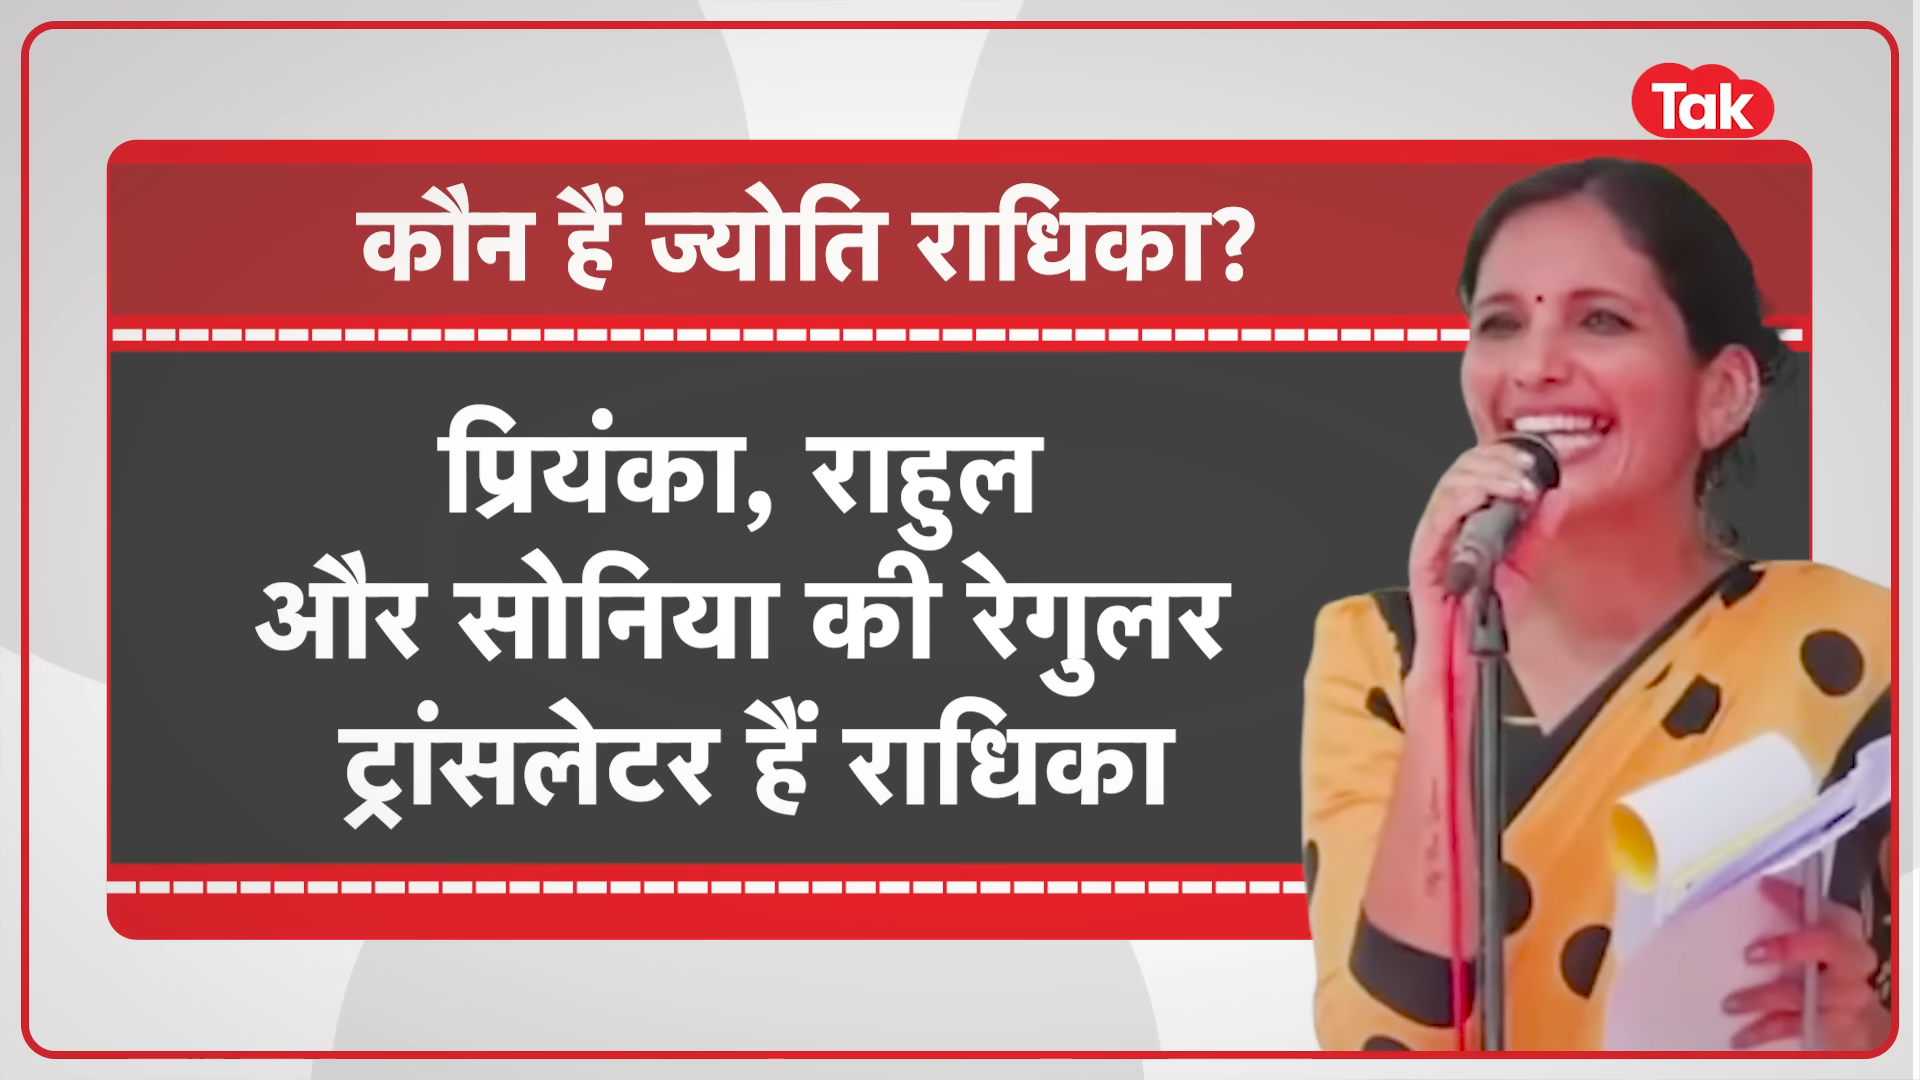 Tak
कौन हैं ज्योति राधिका?
प्रियंका, राहुल
और सोनिया की रेगुलर
ट्रांसलेटर हैं राधिका